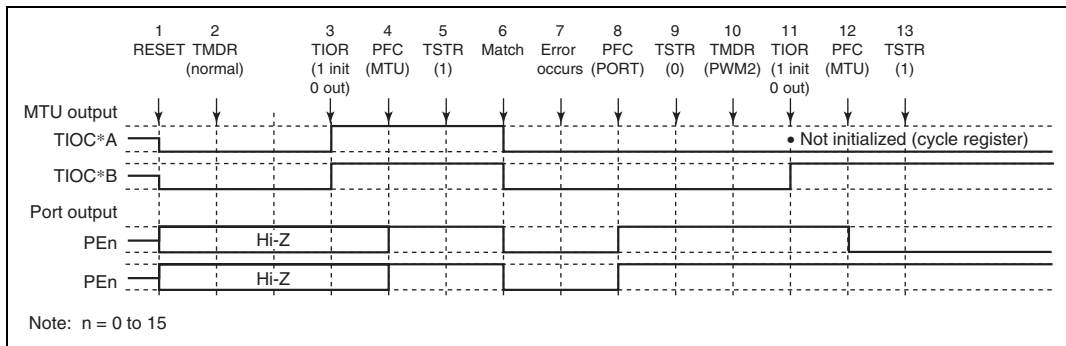 1 2 3 4 5 6 7 8 9 10 11 12 13
RESET TMDR TIOR PFC TSTR Match Error PFC TSTR TMDR TIOR PFC TSTR
(normal) (1 init (MTU) (1) occurs (PORT) (0) (PWM2) (1 init (MTU) (1)
0 out) 0 out)
MTU output
TIOC*A • Not initialized (cycle register)
TIOC*B
Port output
PEn Hi-Z
PEn Hi-Z
Note: n = 0 to 15